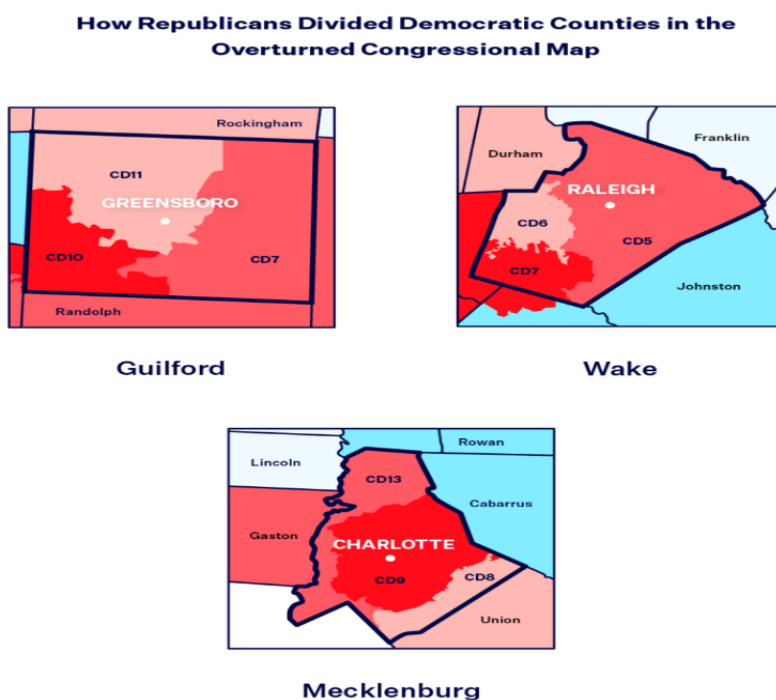 How Republicans Divided Democratic Counties in the
Overturned Congressional Map
Rockingham
CD11
GREENSBORO
CD10
CD7
Randolph
Guilford
Franklin
Durham
RALEIGH
CD6
CD5
CD7
Johnston
Wake
Rowan
Lincoln
CD13
Cabarrus
Gaston
CHARLOTTE
CD9
CD8
Union
Mecklenburg